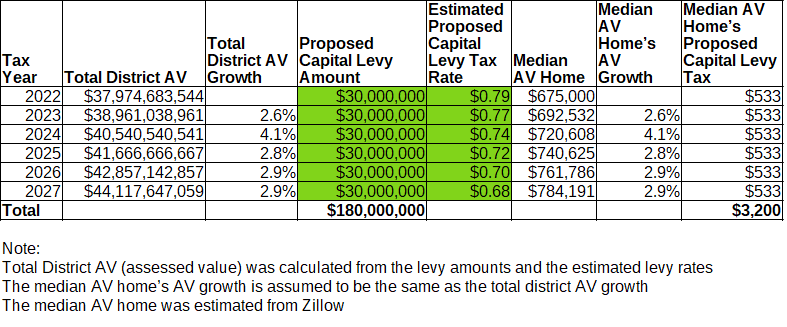 Tax Year Total District AV Total District AV Growth Proposed Capital Levy Amount Estimated Proposed Capital Levy Tax Rate Median AV Home Median AV Home's AV Growth Median AV Home's Proposed Capital Levy Tax
2022 $37,974,683,544 $30,000,000 $0.79 $675,000 $533
2023 $38,961,038,961 2.6% $30,000,000 $0.77 $692,532 2.6% $533
2024 $40,540,540,541 4.1% $30,000,000 $0.74 $720,608 4.1% $533
2025 $41,666,666,667 2.8% $30,000,000 $0.72 $740,625 2.8% $533
2026 $42,857,142,857 2.9% $30,000,000 $0.70 $761,786 2.9% $533
2027 $44,117,647,059 2.9% $30,000,000 $0.68 $784,191 2.9% $533
Total $180,000,000 $3,200
Note:
Total District AV (assessed value) was calculated from the levy amounts and the estimated levy rates
The median AV home's AV growth is assumed to be the same as the total district AV growth
The median AV home was estimated from Zillow